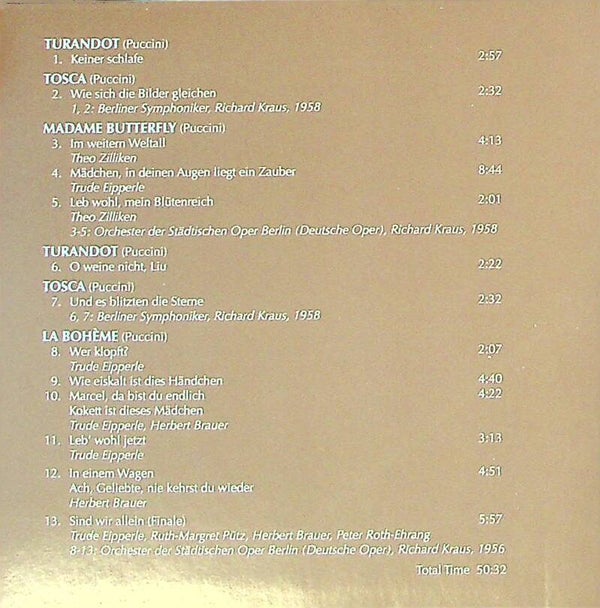 TURANDOT (Puccini)
1. Keiner schlafe 2:57
TOSCA (Puccini)
2. Wie sich die Bilder gleichen 2:32
1, 2: Berliner Symphoniker, Richard Kraus, 1958
MADAME BUTTERFLY (Puccini)
3. Im weitern Weltall 4:13
Theo Zilliken
4. Mädchen, in deinen Augen liegt ein Zauber 8:44
Trude Eipperle
5. Leb wohl, mein Blütenreich 2:01
Theo Zilliken
3-5: Orchester der Städtischen Oper Berlin (Deutsche Oper), Richard Kraus, 1958
TURANDOT (Puccini)
6. O weine nicht, Liu 2:22
TOSCA (Puccini)
7. Und es blitzten die Sterne 2:32
6, 7: Berliner Symphoniker, Richard Kraus, 1958
LA BOHÈME (Puccini)
8. Wer klopft? 2:07
Trude Eipperle
9. Wie eiskalt ist dies Händchen 4:40
10. Marcel, da bist du endlich 4:22
Kokett ist dieses Mädchen
Trude Eipperle, Herbert Brauer
11. Leb' wohl jetzt 3:13
Trude Eipperle
12. In einem Wagen 4:51
Ach, Geliebte, nie kehrst du wieder
Herbert Brauer
13. Sind wir allein (Finale) 5:57
Trude Eipperle, Ruth-Margret Pütz, Herbert Brauer, Peter Roth-Ehrang
8-13: Orchester der Städtischen Oper Berlin (Deutsche Oper), Richard Kraus, 1956
Total Time 50:32